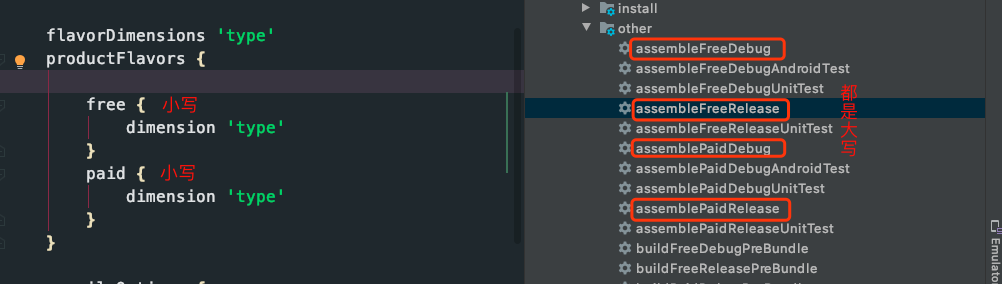 flavorDimensions 'type'
productFlavors {
free { 小写
dimension 'type'
}
paid { 小写
dimension 'type'
}
}
install
other
assembleFreeDebug
assembleFreeDebugAndroidTest
assembleFreeDebugUnitTest
assembleFreeRelease
assembleFreeReleaseUnitTest
assemblePaidDebug
assemblePaidDebugAndroidTest
assemblePaidDebugUnitTest
assemblePaidRelease
assemblePaidReleaseUnitTest
buildFreeDebugPreBundle
buildFreeReleasePreBundle
都是大写
Emulato